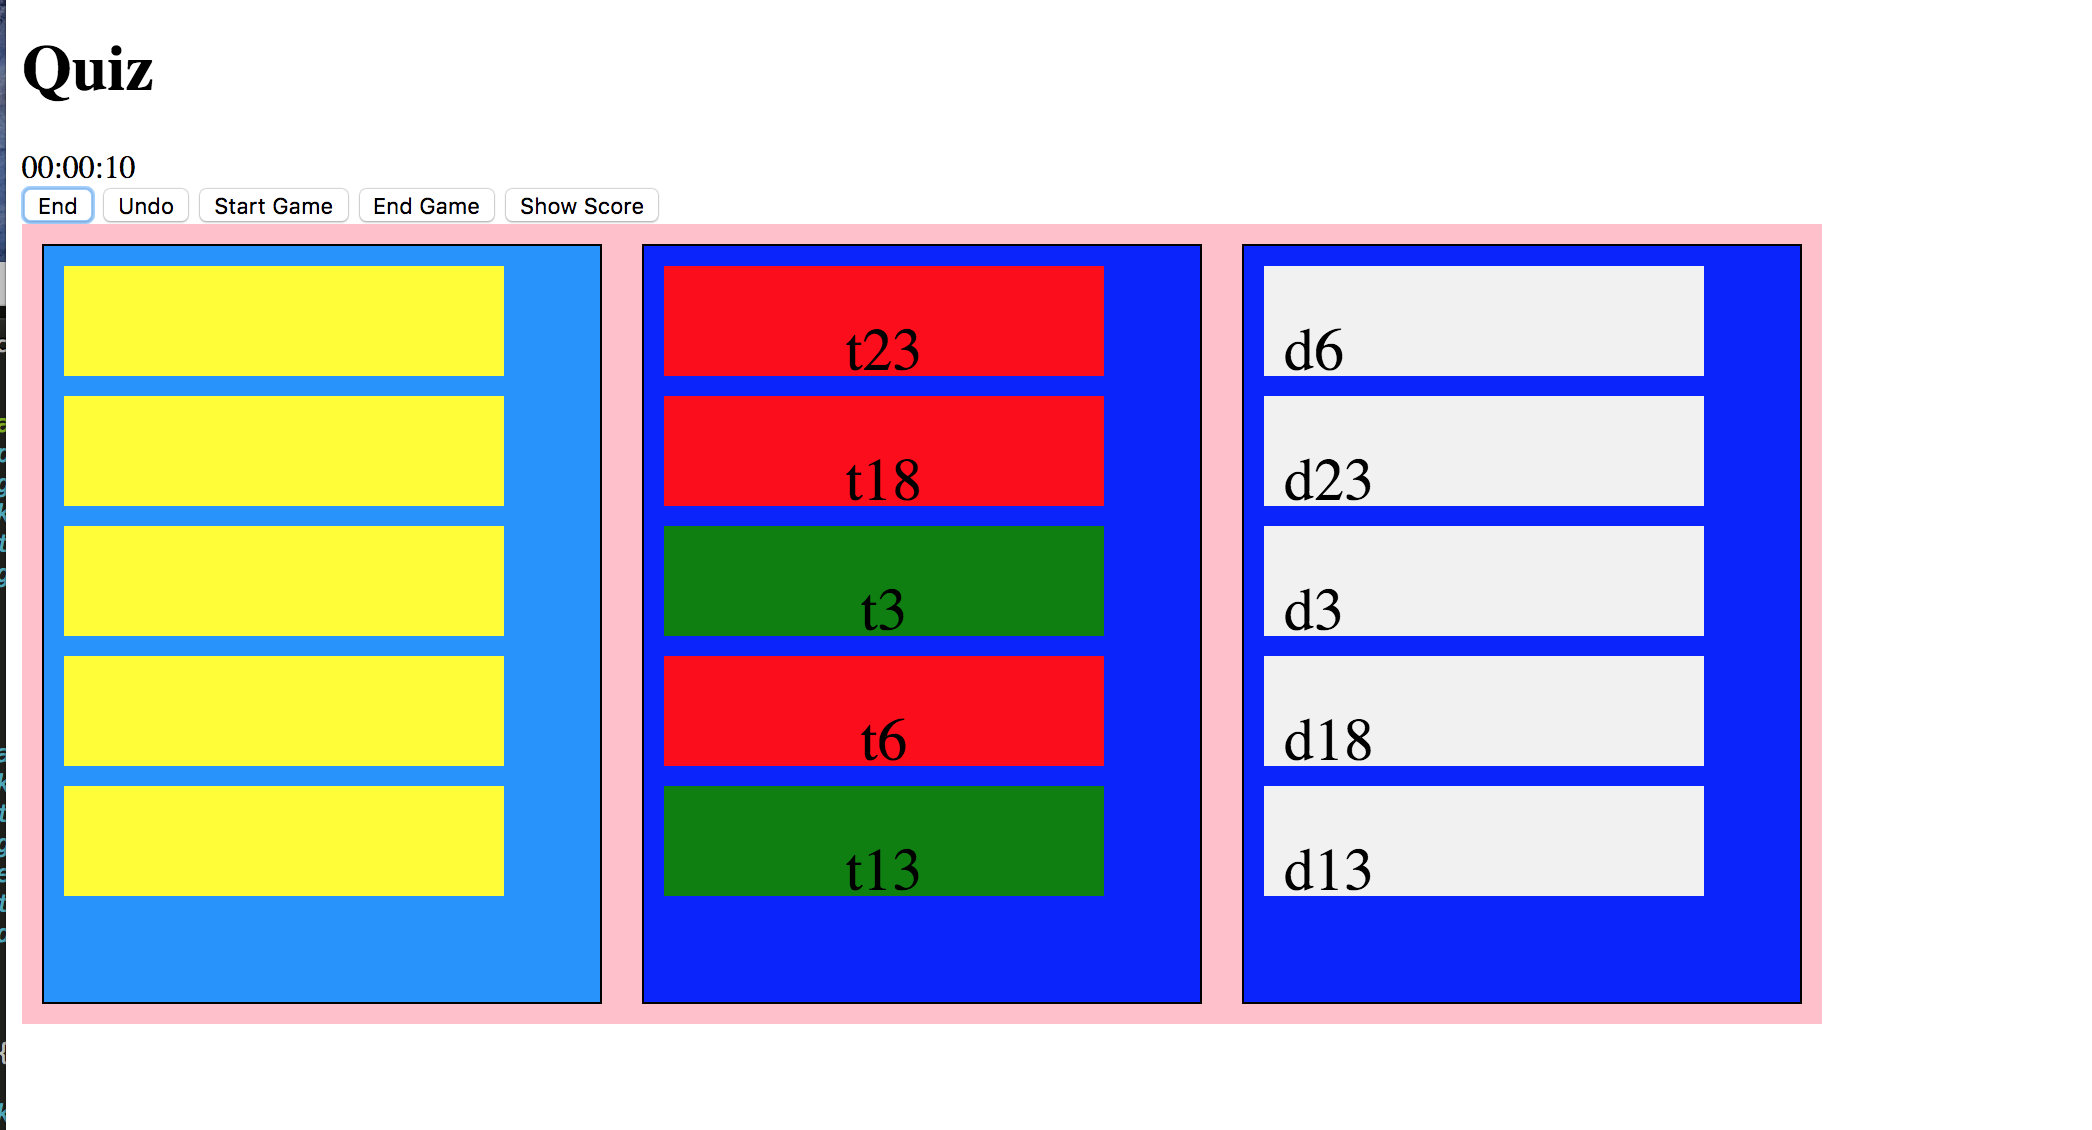 Quiz
00:00:10
End Undo Start Game End Game Show Score
t23 d6
t18 d23
t3 d3
t6 d18
t13 d13